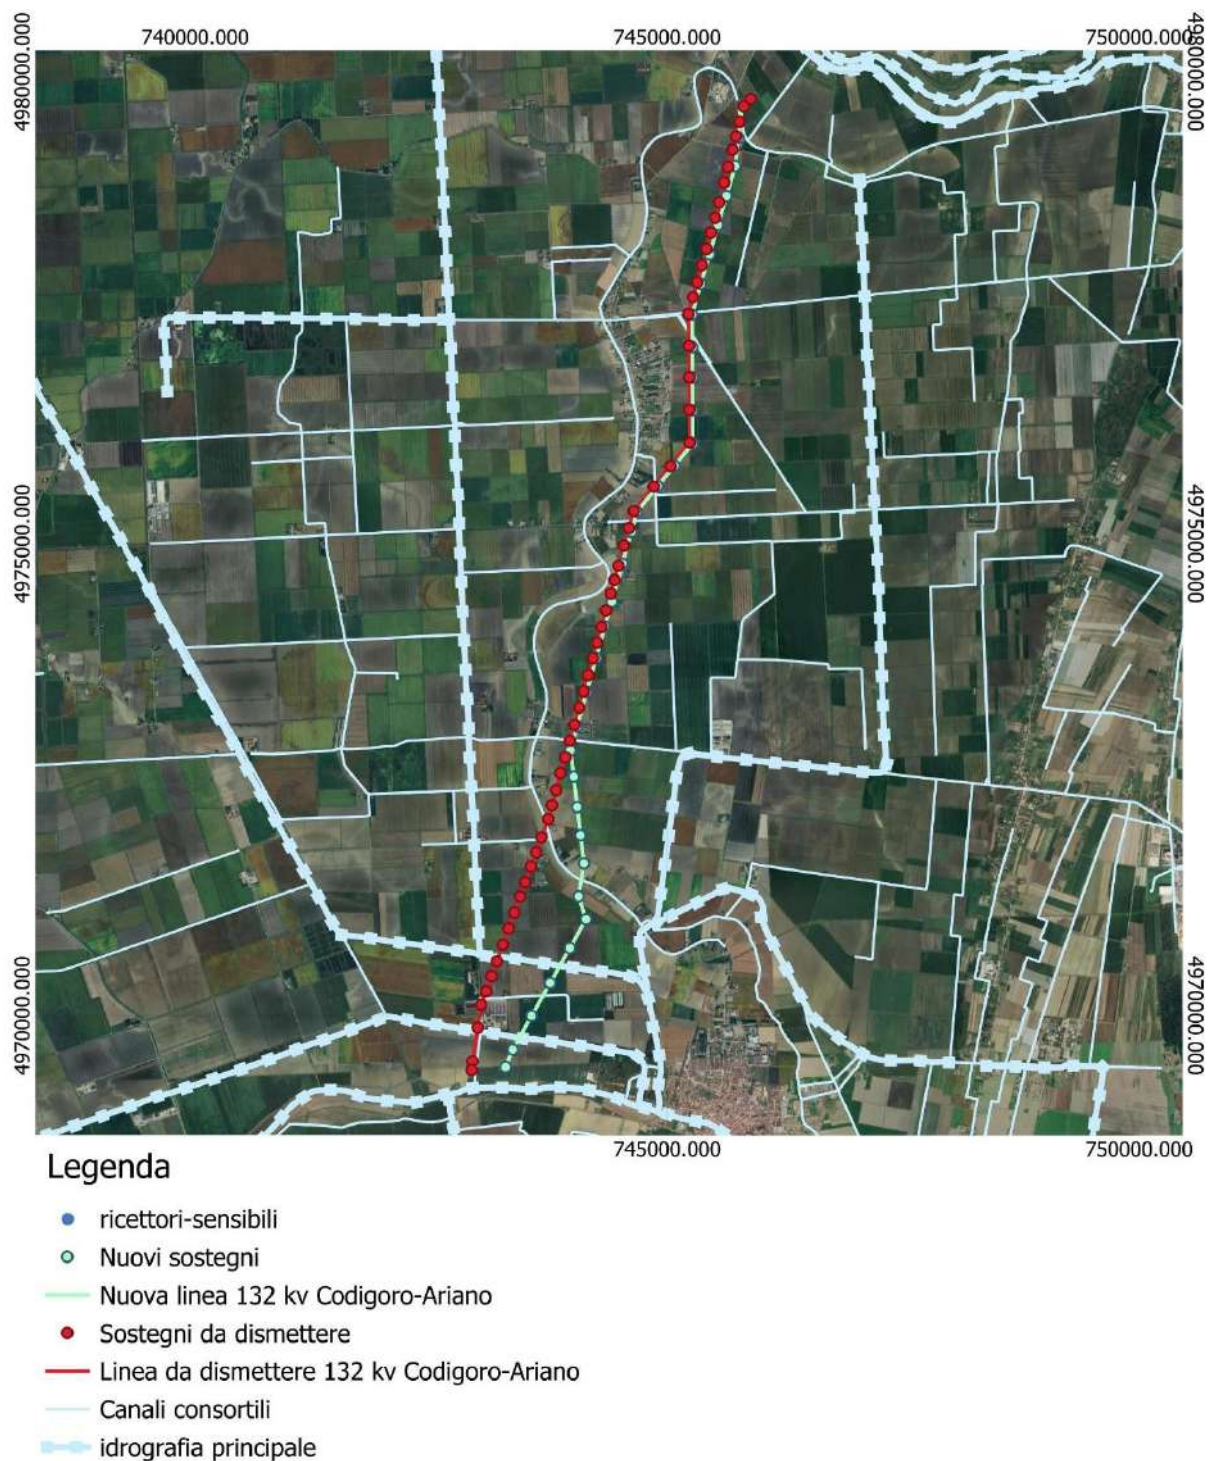 740000.000 745000.000 750000.000
4980000.000 4980000.000
4975000.000 4975000.000
4970000.000 4970000.000
745000.000 750000.000
Legenda
ricettori-sensibili
Nuovi sostegni
Nuova linea 132 kv Codigoro-Ariano
Sostegni da dismettere
Linea da dismettere 132 kv Codigoro-Ariano
Canali consortili
idrografia principale